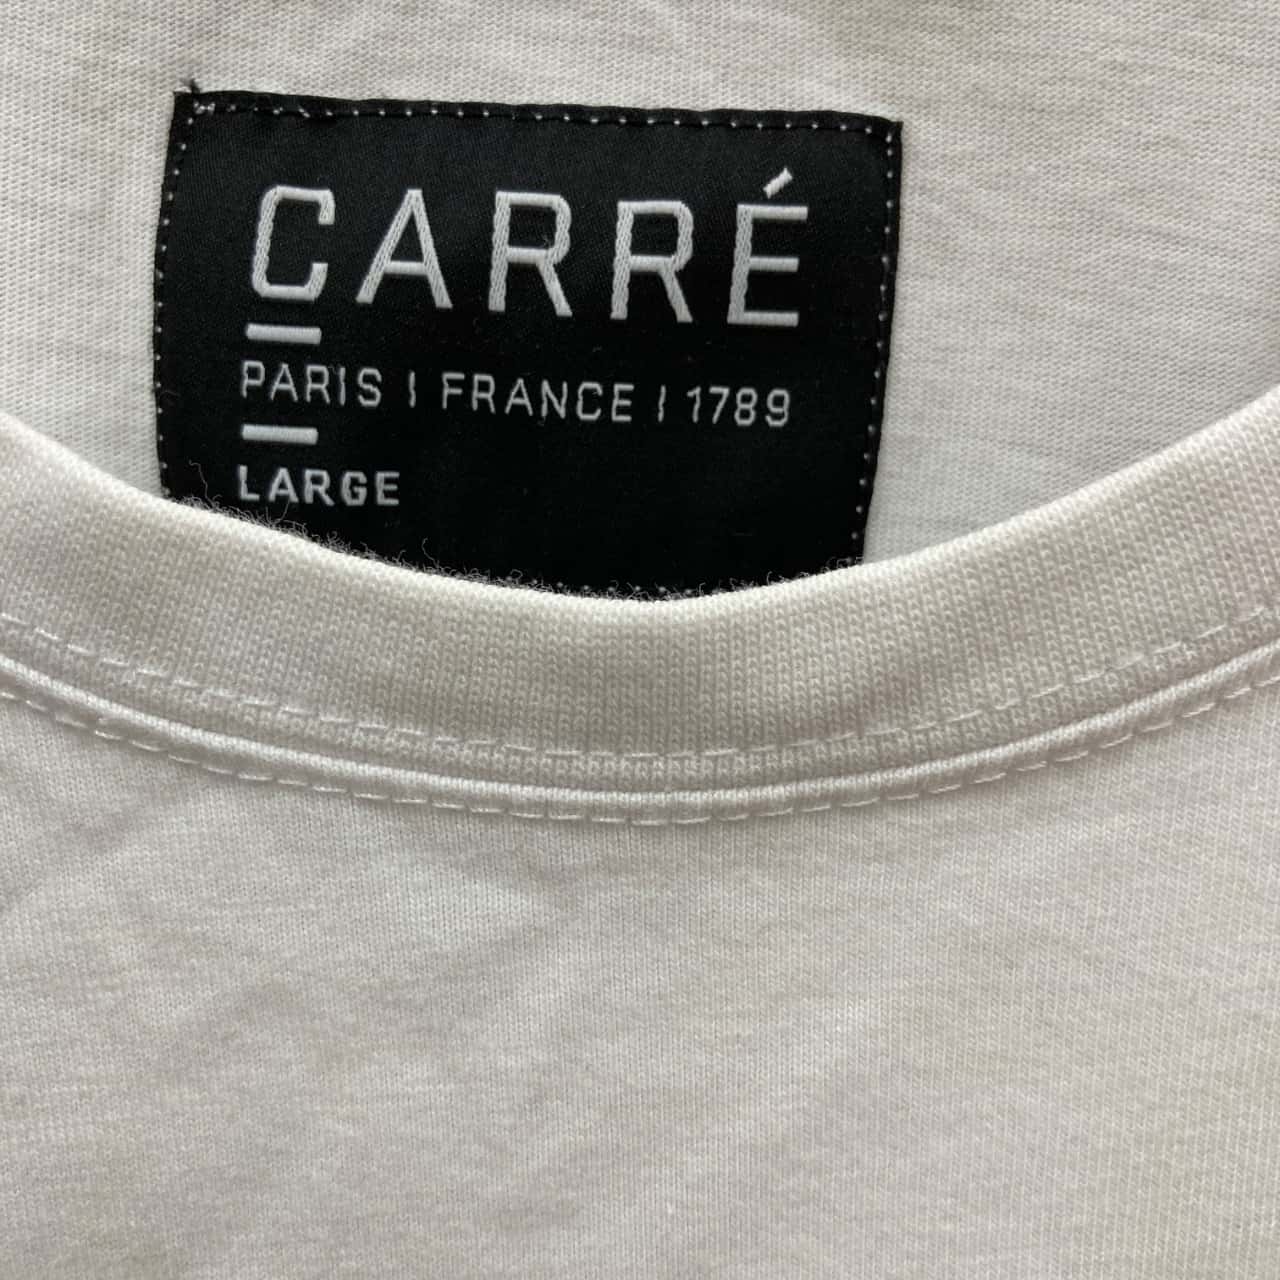 CARRÉ
PARIS | FRANCE | 1789
LARGE